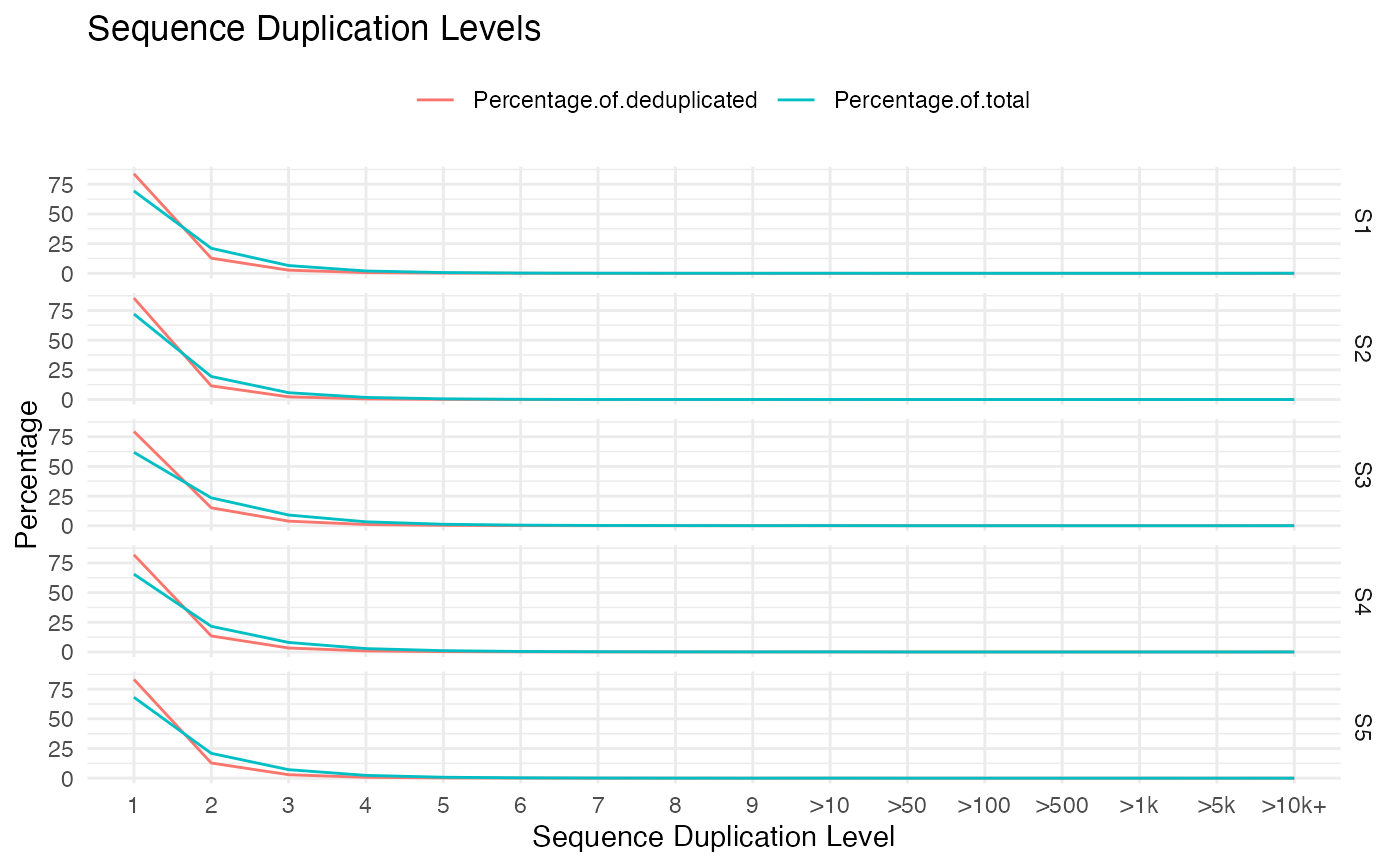 Sequence Duplication Levels
Percentage.of.deduplicated Percentage.of.total
Percentage
75
50
25
0
S1
75
50
25
0
S2
75
50
25
0
S3
75
50
25
0
S4
75
50
25
0
S5
1 2 3 4 5 6 7 8 9 >10 >50 >100 >500 >1k >5k >10k+
Sequence Duplication Level